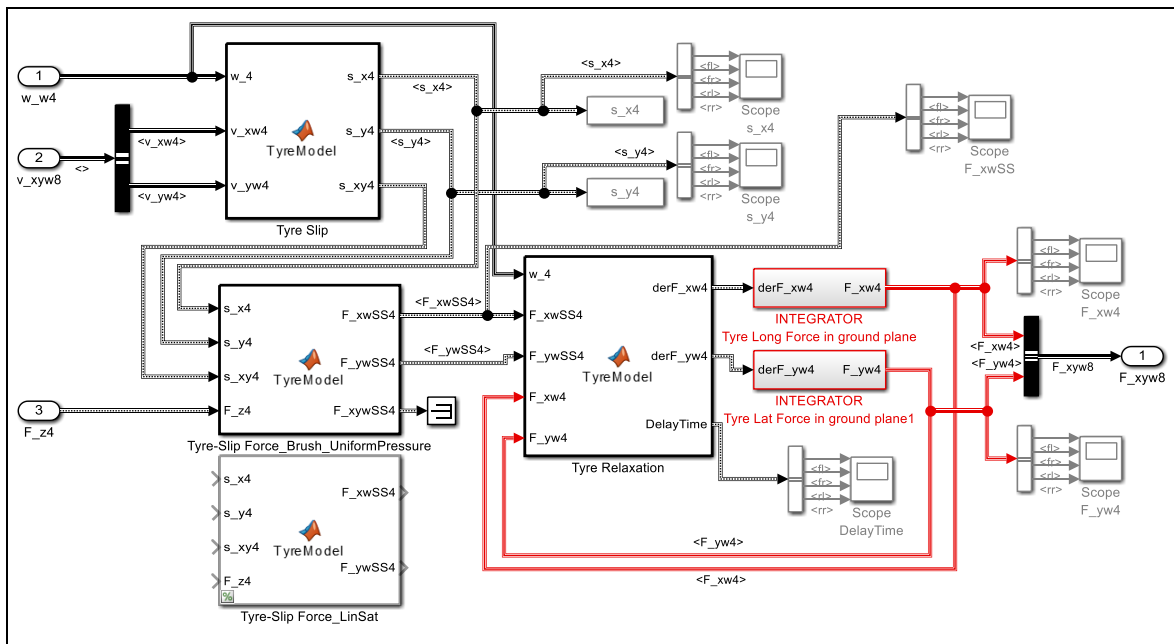 1
w_w4
2
v_xyw8
<>
<v_xw4>
<v_yw4>
w_4
v_xw4
v_yw4
s_x4
s_y4
s_xy4
TyreModel
Tyre Slip
<s_x4>
<s_y4>
<s_x4>
s_x4
<fl>
<fr>
<rl>
<rr>
Scope
s_x4
<s_y4>
s_y4
<fl>
<fr>
<rl>
<rr>
Scope
s_y4
<fl>
<fr>
<rl>
<rr>
Scope
F_xwSS
3
F_z4
s_x4
s_y4
s_xy4
F_z4
F_xwSS4
F_ywSS4
F_xywSS4
TyreModel
Tyre-Slip Force_Brush_UniformPressure
<F_xwSS4>
<F_ywSS4>
w_4
F_xwSS4
F_ywSS4
F_xw4
F_yw4
derF_xw4
derF_yw4
DelayTime
TyreModel
Tyre Relaxation
derF_xw4
F_xw4
INTEGRATOR
Tyre Long Force in ground plane
derF_yw4
F_yw4
INTEGRATOR
Tyre Lat Force in ground plane1
<fl>
<fr>
<rl>
<rr>
Scope
F_xw4
<F_xw4>
<F_yw4>
F_xyw8
1
F_xyw8
<fl>
<fr>
<rl>
<rr>
Scope
F_yw4
<fl>
<fr>
<rl>
<rr>
Scope
DelayTime
<F_yw4>
<F_xw4>
s_x4
s_y4
s_xy4
F_z4
F_xwSS4
F_ywSS4
TyreModel
%
Tyre-Slip Force_LinSat